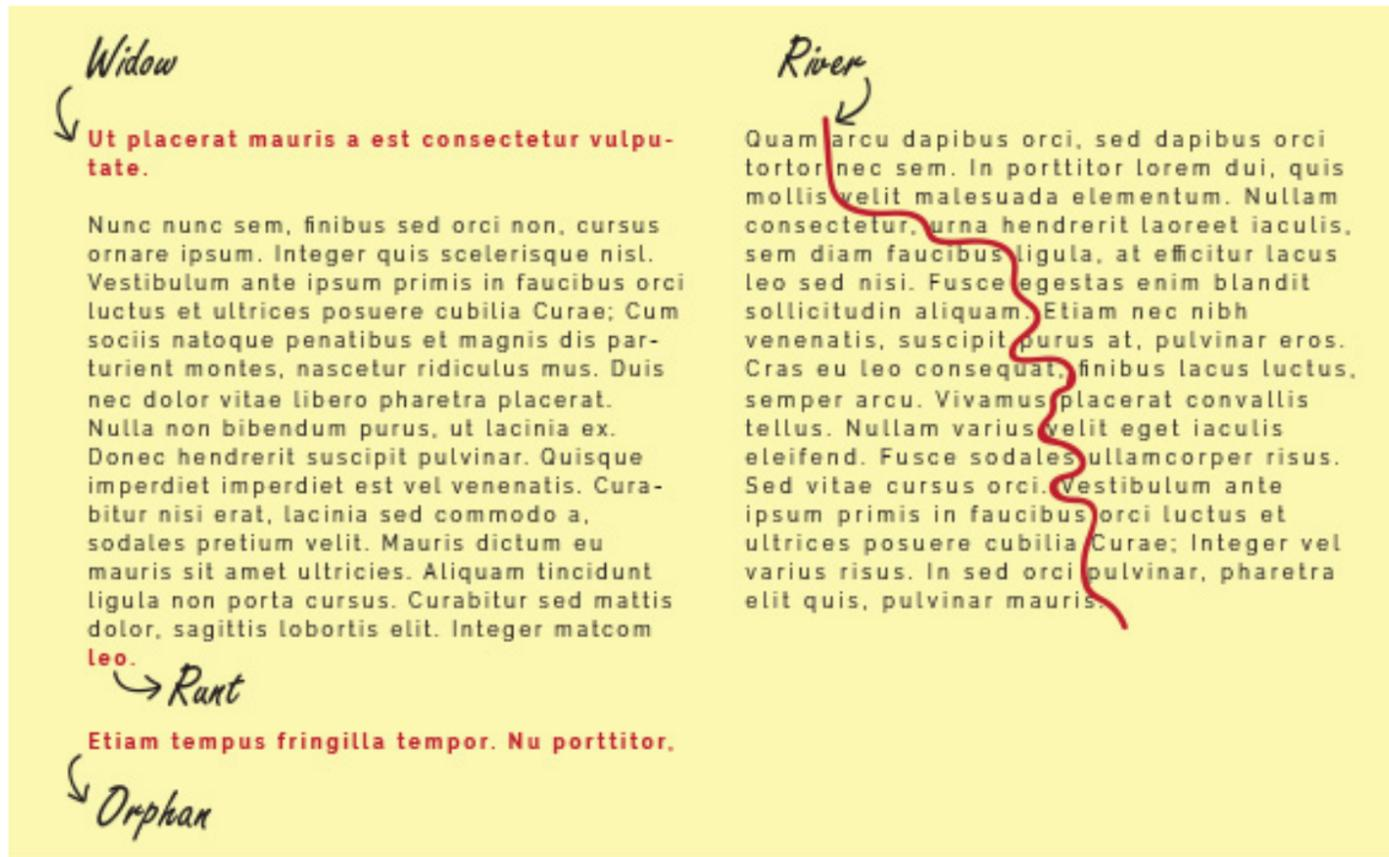 Widow
Ut placerat mauris a est consectetur vulpu-
tate.
Nunc nunc sem, finibus sed orci non, cursus
ornare ipsum. Integer quis scelerisque nisl.
Vestibulum ante ipsum primis in faucibus orci
luctus et ultrices posuere cubilia Curae; Cum
sociis natoque penatibus et magnis dis par-
turient montes, nascetur ridiculus mus. Duis
nec dolor vitae libero pharetra placerat.
Nulla non bibendum purus, ut lacinia ex.
Donec hendrerit suscipit pulvinar. Quisque
imperdiet imperdiet est vel venenatis. Cura-
bitur nisi erat, lacinia sed commodo a,
sodales pretium velit. Mauris dictum eu
mauris sit amet ultricies. Aliquam tincidunt
ligula non porta cursus. Curabitur sed mattis
dolor, sagittis lobortis elit. Integer matcom
leo.
Runt
Etiam tempus fringilla tempor. Nu porttitor,
Orphan
River
Quam arcu dapibus orci, sed dapibus orci
tortor nec sem. In porttitor lorem dui, quis
mollis velit malesuada elementum. Nullam
consectetur, urna hendrerit laoreet iaculis,
sem diam faucibus ligula, at efficitur lacus
leo sed nisi. Fusce egestas enim blandit
sollicitudin aliquam. Etiam nec nibh
venenatis, suscipit purus at, pulvinar eros.
Cras eu leo consequat, finibus lacus luctus,
semper arcu. Vivamus placerat convallis
tellus. Nullam varius velit eget iaculis
eleifend. Fusce sodales ullamcorper risus.
Sed vitae cursus orci. Vestibulum ante
ipsum primis in faucibus orci luctus et
ultrices posuere cubilia Curae; Integer vel
varius risus. In sed orci pulvinar, pharetra
elit quis, pulvinar mauris.